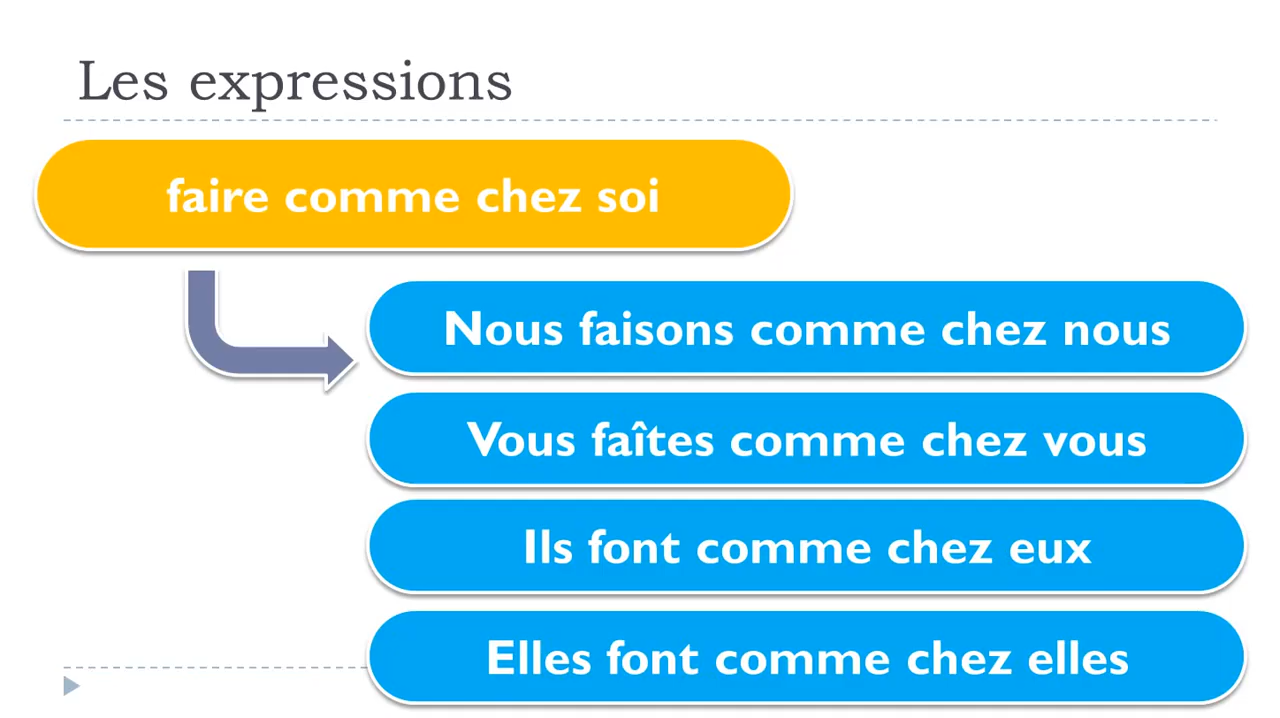 Les expressions
faire comme chez soi
Nous faisons comme chez nous
Vous faîtes comme chez vous
Ils font comme chez eux
Elles font comme chez elles